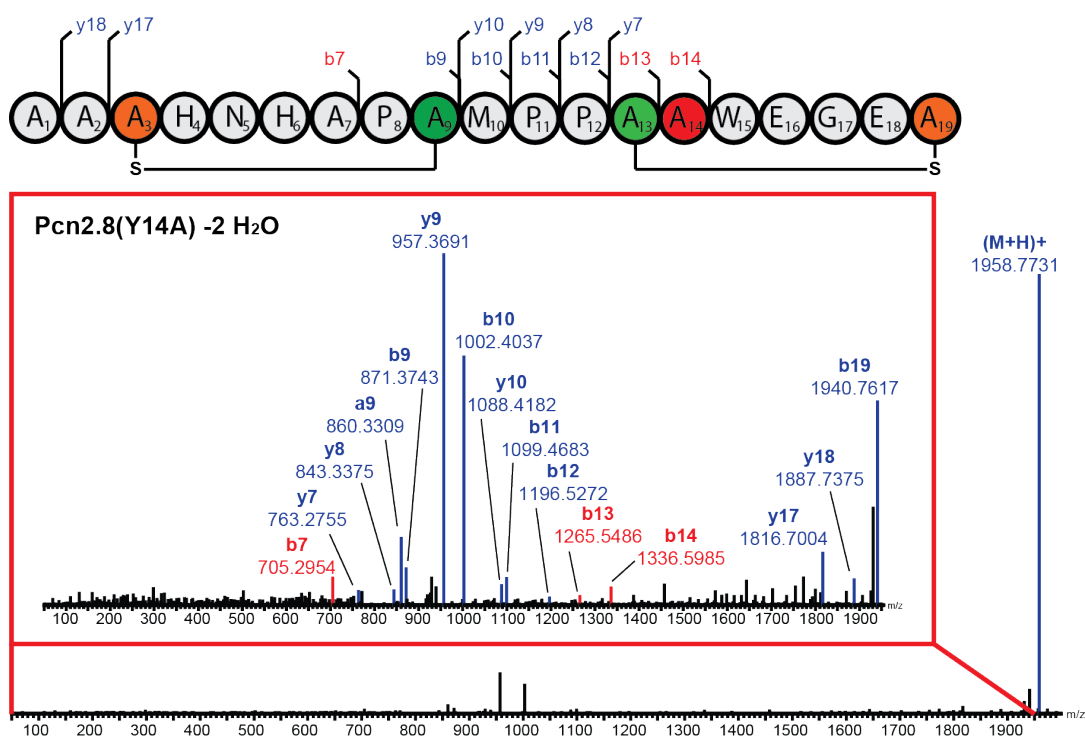 y18 y17 y10 y9 y8 y7
b7 b9 b10 b11 b12 b13 b14
A1 A2 A3 H4 N5 H6 A7 P8 A9 M10 P11 P12 A13 A14 W15 E16 G17 E18 A19
S S
Pcn2.8(Y14A) -2 H2O
y9
957.3691
(M+H)+
1958.7731
b10
1002.4037
b9
871.3743
y10
1088.4182
b19
1940.7617
a9
860.3309
b11
1099.4683
y8
843.3375
b12
1196.5272
y18
1887.7375
y7
763.2755
b13
1265.5486
y17
1816.7004
b7
705.2954
b14
1336.5985
100 200 300 400 500 600 700 800 900 1000 1100 1200 1300 1400 1500 1600 1700 1800 1900 m/z
100 200 300 400 500 600 700 800 900 1000 1100 1200 1300 1400 1500 1600 1700 1800 1900 m/z